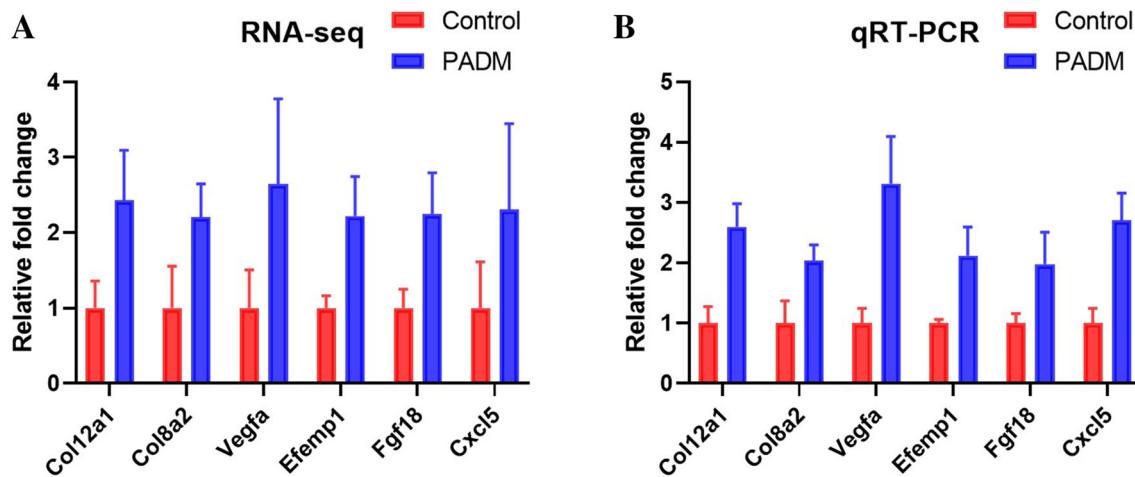 A
RNA-seq
Control
PADM
Relative fold change
4
3
2
1
0
Col12a1
Col8a2
Vegfa
Efemp1
Fgf18
Cxcl5
B
qRT-PCR
Control
PADM
Relative fold change
5
4
3
2
1
0
Col12a1
Col8a2
Vegfa
Efemp1
Fgf18
Cxcl5